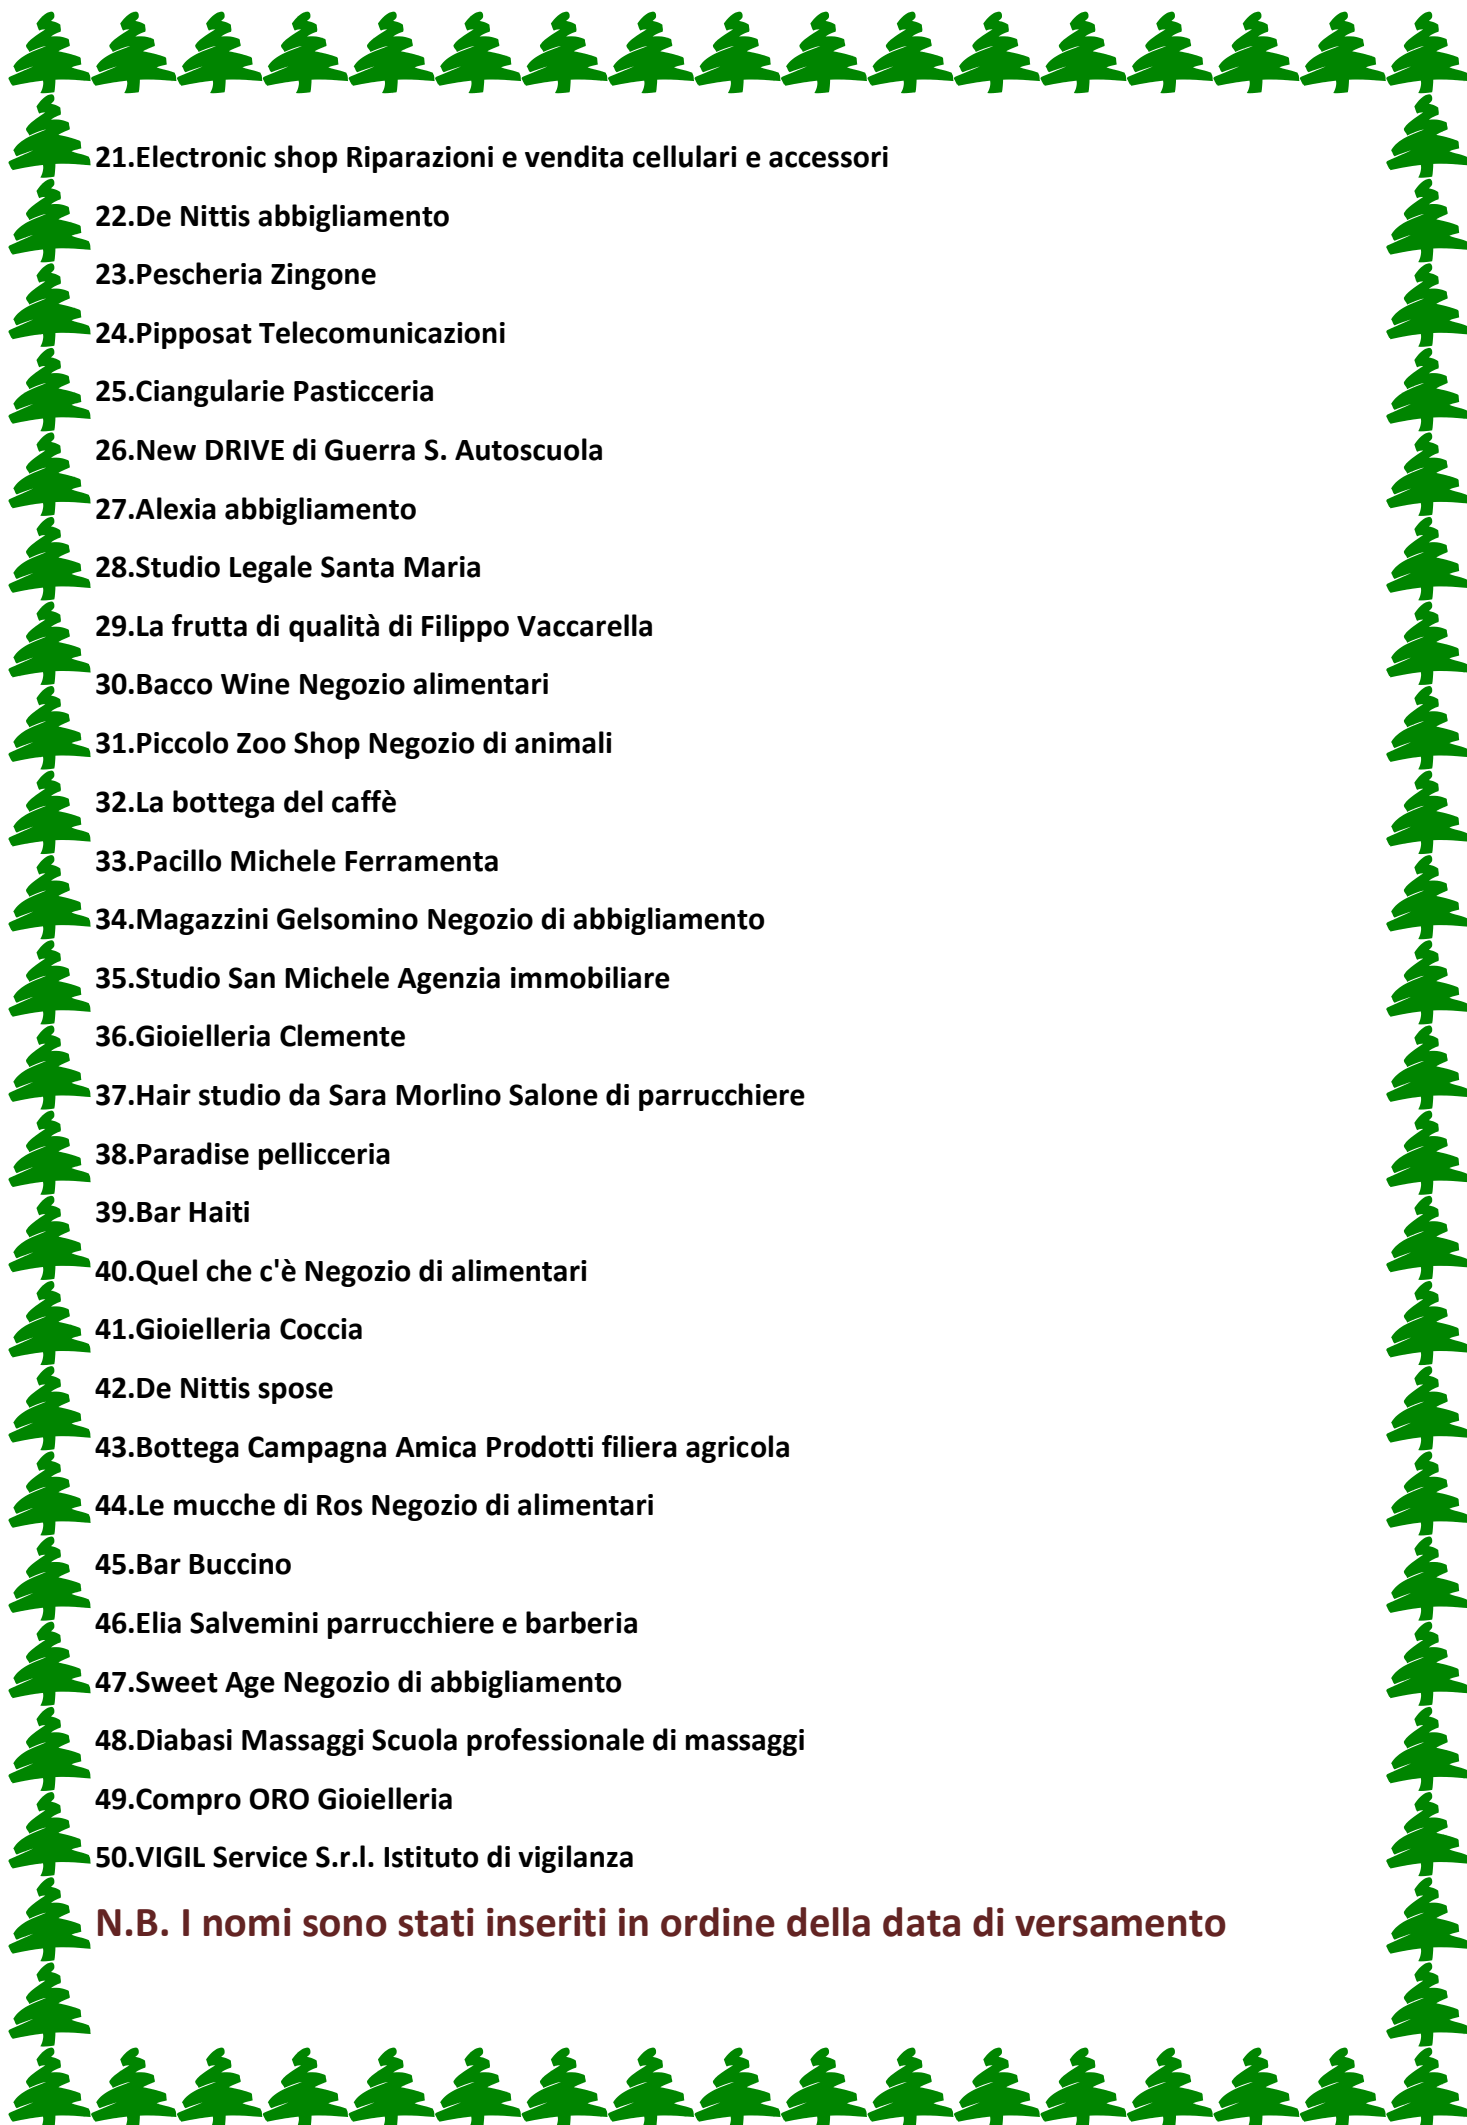 21.Electronic shop Riparazioni e vendita cellulari e accessori
22.De Nittis abbigliamento
23.Pescheria Zingone
24.Pipposat Telecomunicazioni
25.Ciangularie Pasticceria
26.New DRIVE di Guerra S. Autoscuola
27.Alexia abbigliamento
28.Studio Legale Santa Maria
29.La frutta di qualità di Filippo Vaccarella
30.Bacco Wine Negozio alimentari
31.Piccolo Zoo Shop Negozio di animali
32.La bottega del caffè
33.Pacillo Michele Ferramenta
34.Magazzini Gelsomino Negozio di abbigliamento
35.Studio San Michele Agenzia immobiliare
36.Gioielleria Clemente
37.Hair studio da Sara Morlino Salone di parrucchiere
38.Paradise pellicceria
39.Bar Haiti
40.Quel che c'è Negozio di alimentari
41.Gioielleria Coccia
42.De Nittis spose
43.Bottega Campagna Amica Prodotti filiera agricola
44.Le mucche di Ros Negozio di alimentari
45.Bar Buccino
46.Elia Salvemini parrucchiere e barberia
47.Sweet Age Negozio di abbigliamento
48.Diabasi Massaggi Scuola professionale di massaggi
49.Compro ORO Gioielleria
50.VIGIL Service S.r.l. Istituto di vigilanza
N.B. I nomi sono stati inseriti in ordine della data di versamento